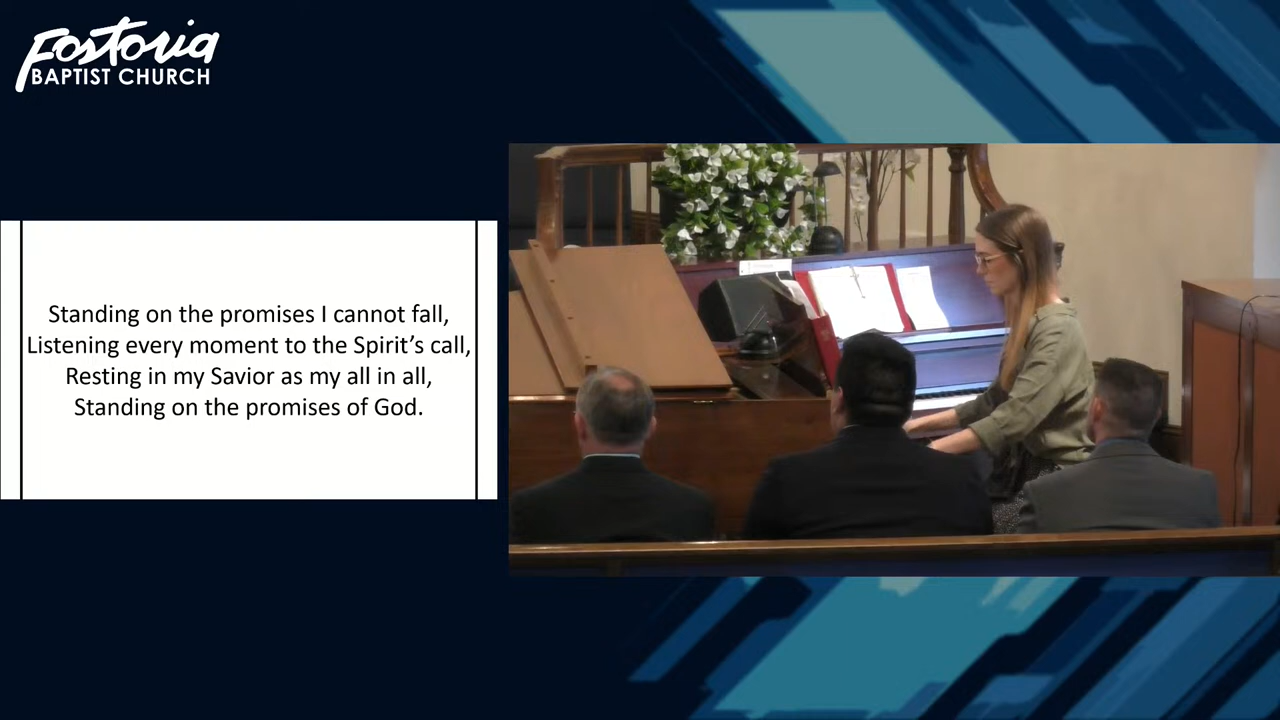 Fostoria
BAPTIST CHURCH
Standing on the promises I cannot fall,
Listening every moment to the Spirit’s call,
Resting in my Savior as my all in all,
Standing on the promises of God.